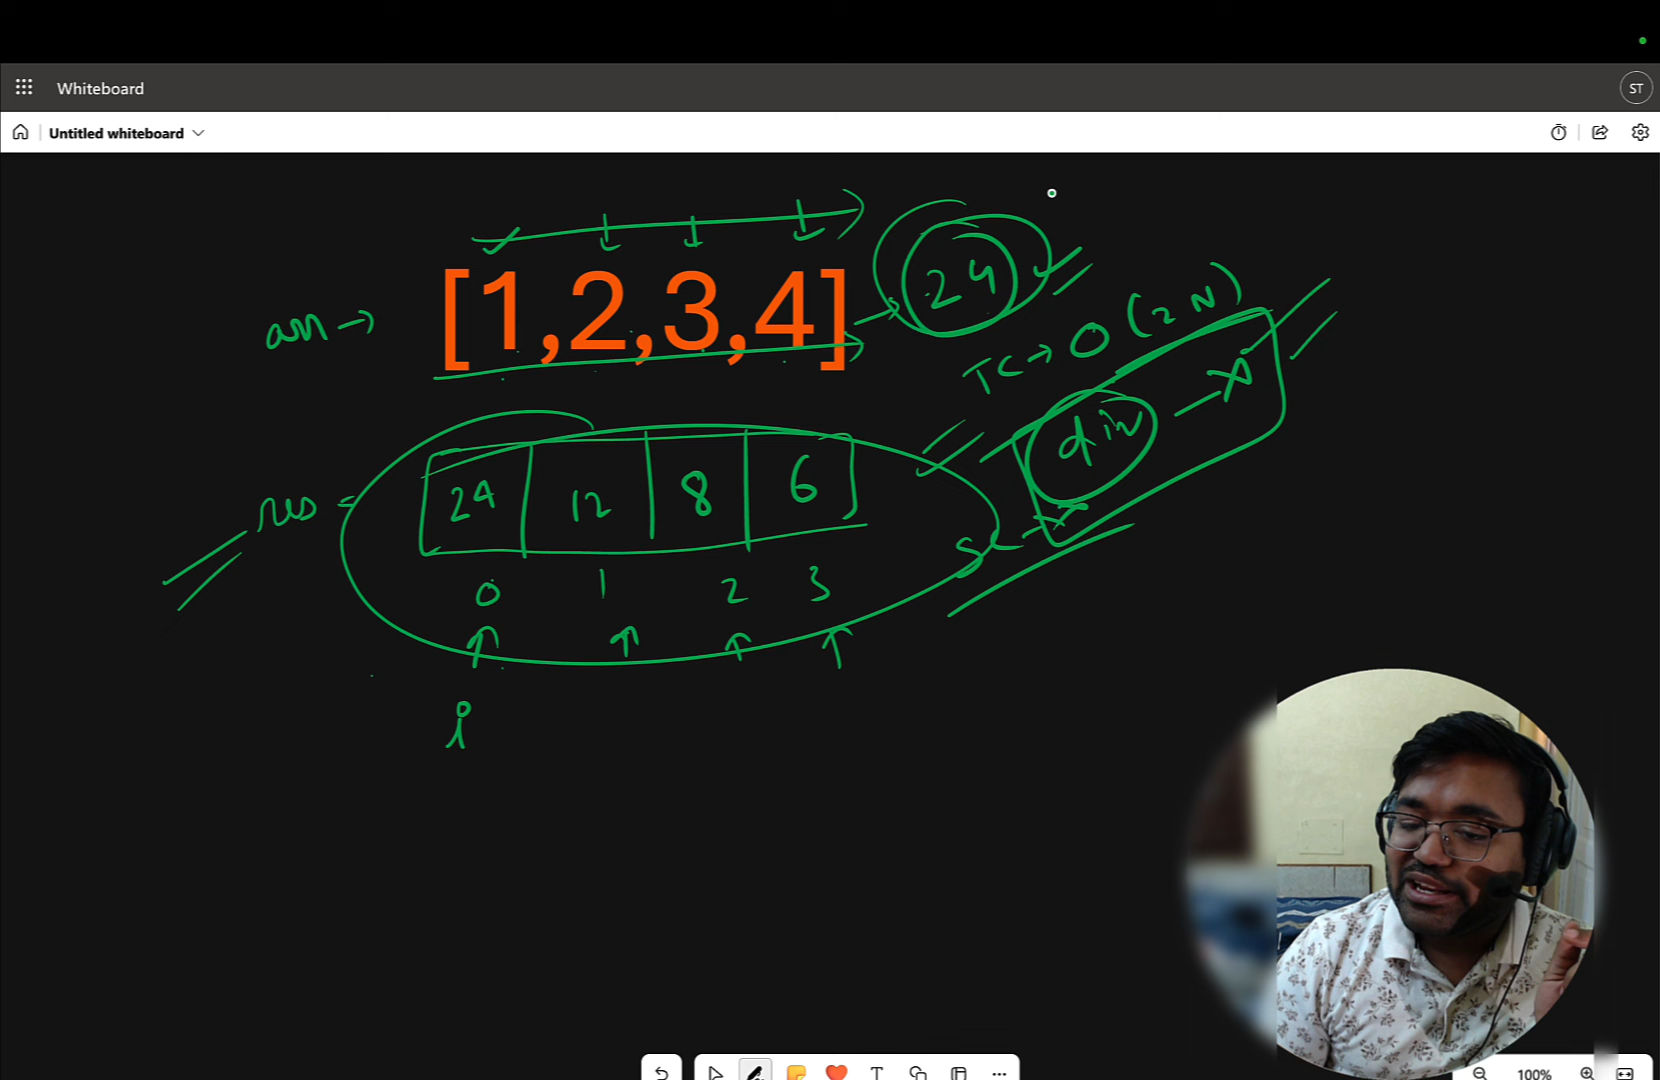 Whiteboard
ST
Untitled whiteboard
arr → [1,2,3,4] → 24
TC → O(2N)
div → X
res = 24 12 8 6
SC →
0 1 2 3
i
T
100%